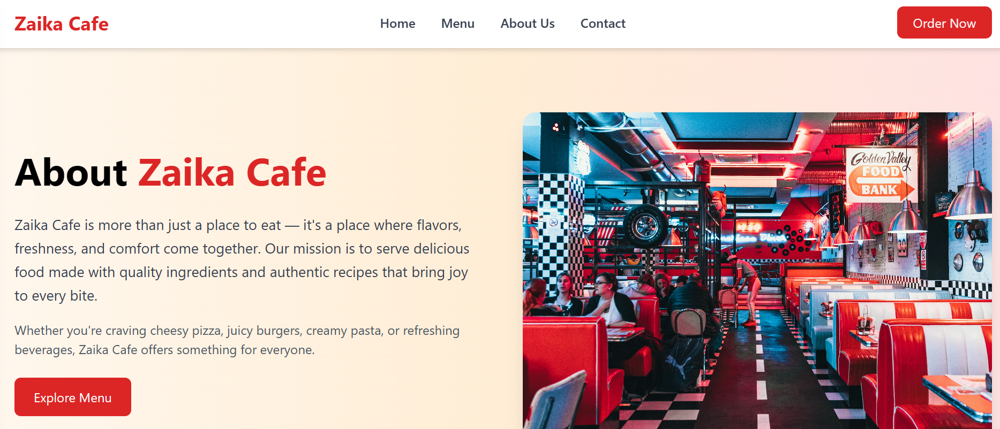 Zaika Cafe
Home
Menu
About Us
Contact
Order Now
About Zaika Cafe
Zaika Cafe is more than just a place to eat — it's a place where flavors,
freshness, and comfort come together. Our mission is to serve delicious
food made with quality ingredients and authentic recipes that bring joy
to every bite.
Whether you're craving cheesy pizza, juicy burgers, creamy pasta, or refreshing
beverages, Zaika Cafe offers something for everyone.
Explore Menu
Golden Valley
FOOD
BANK
30